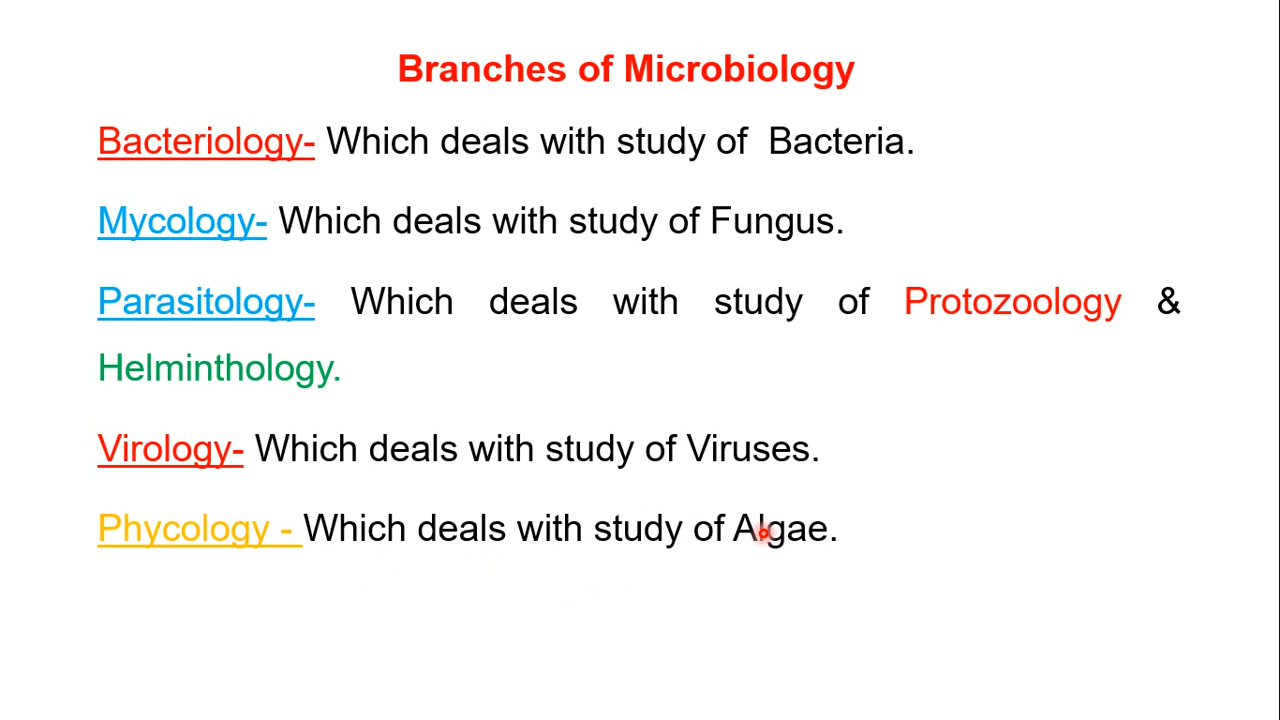 Branches of Microbiology
Bacteriology- Which deals with study of  Bacteria.
Mycology- Which deals with study of Fungus.
Parasitology- Which deals with study of Protozoology &
Helminthology.
Virology- Which deals with study of Viruses.
Phycology - Which deals with study of Algae.